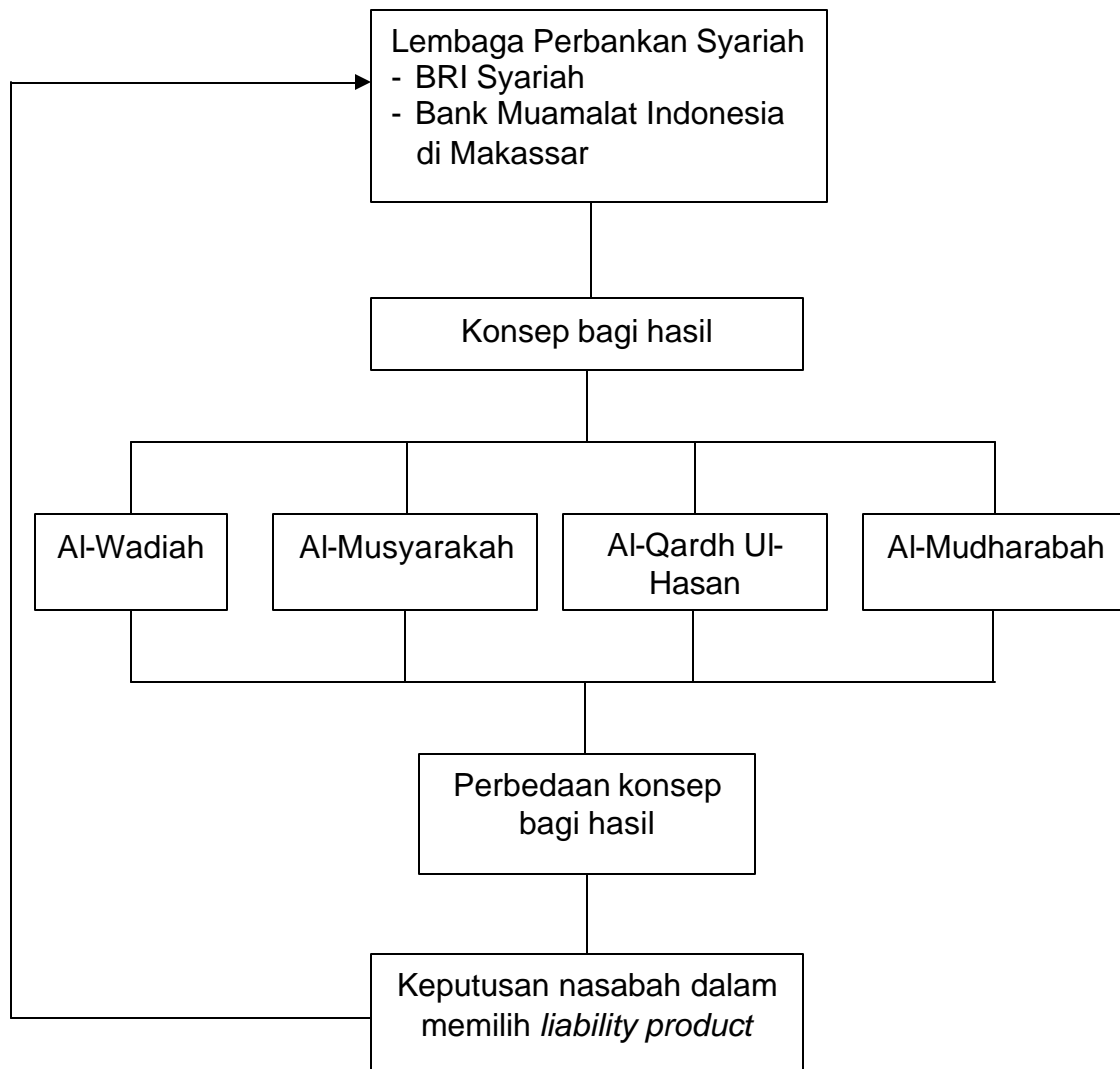 Lembaga Perbankan Syariah
- BRI Syariah
- Bank Muamalat Indonesia
di Makassar
Konsep bagi hasil
Al-Wadiah
Al-Musyarakah
Al-Qardh Ul-
Hasan
Al-Mudharabah
Perbedaan konsep
bagi hasil
Keputusan nasabah dalam
memilih liability product